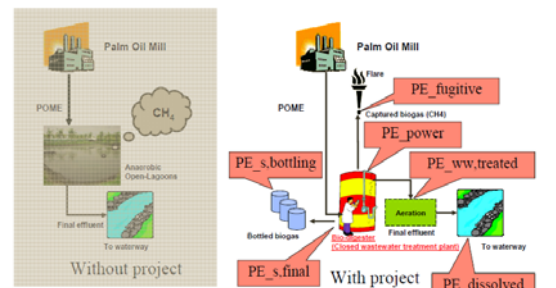 Palm Oil Mill
POME
CH4
Anaerobic
Open-Lagoons
Final effluent
To waterway
Without project
Palm Oil Mill
Flare
PE_fugitive
POME
Captured biogas (CH4)
PE_power
PE_s,bottling
PE_ww,treated
Aeration
Bottled biogas
Bio-digester
(Closed wastewater treatment plant)
Final effluent
To waterway
PE_s,final
With project
PE_dissolved